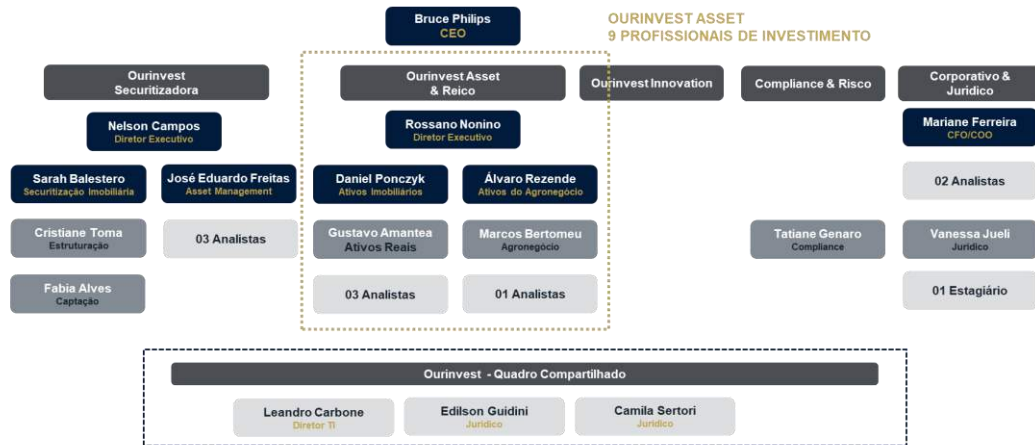 Bruce Philips
CEO
OURINVEST ASSET
9 PROFISSIONAIS DE INVESTIMENTO
Ourinvest
Securitizadora
Ourinvest Asset
& Reico
Ourinvest Innovation
Compliance & Risco
Corporativo &
Jurídico
Nelson Campos
Diretor Executivo
Rossano Nonino
Diretor Executivo
Mariane Ferreira
CFO/COO
Sarah Balestero
Securitização Imobiliária
José Eduardo Freitas
Asset Management
Daniel Ponczyk
Ativos Imobiliários
Álvaro Rezende
Ativos do Agronegócio
02 Analistas
Cristiane Toma
Estruturação
03 Analistas
Gustavo Amantea
Ativos Reais
Marcos Bertomeu
Agronegócio
Tatiane Genaro
Compliance
Vanessa Jueli
Jurídico
Fabia Alves
Captação
03 Analistas
01 Analistas
01 Estagiário
Ourinvest - Quadro Compartilhado
Leandro Carbone
Diretor TI
Edilson Guidini
Jurídico
Camila Sertori
Jurídico